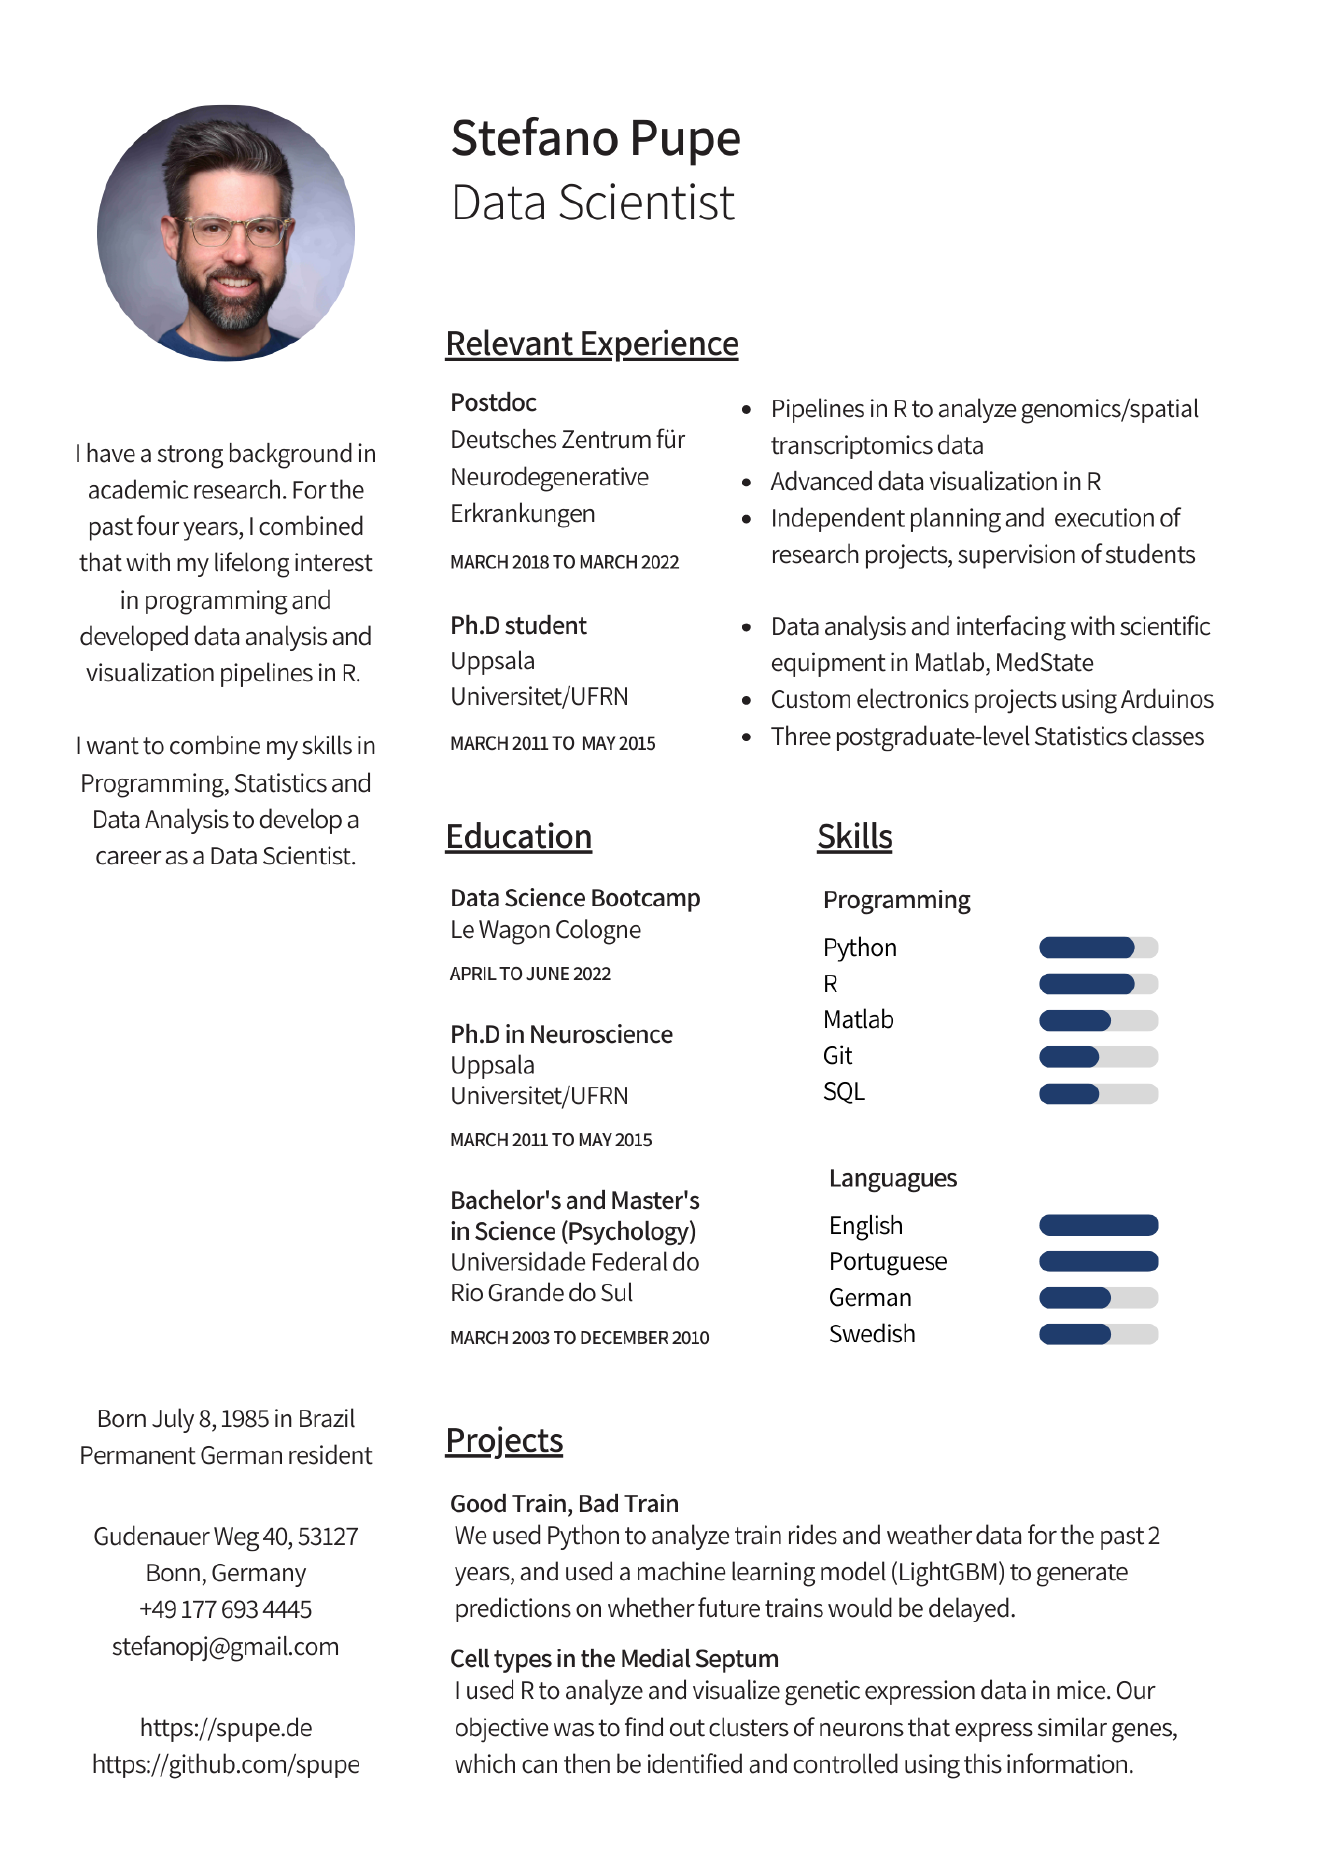 Stefano Pupe
Data Scientist
I have a strong background in
academic research. For the
past four years, I combined
that with my lifelong interest
in programming and
developed data analysis and
visualization pipelines in R.
I want to combine my skills in
Programming, Statistics and
Data Analysis to develop a
career as a Data Scientist.
Born July 8, 1985 in Brazil
Permanent German resident
Gudenauer Weg 40, 53127
Bonn, Germany
+49 177 693 4445
stefanopj@gmail.com
https://spupe.de
https://github.com/spupe
Relevant Experience
Postdoc
Deutsches Zentrum für
Neurodegenerative
Erkrankungen
MARCH 2018 TO MARCH 2022
• Pipelines in R to analyze genomics/spatial
transcriptomics data
• Advanced data visualization in R
• Independent planning and execution of
research projects, supervision of students
Ph.D student
Uppsala
Universitet/UFRN
MARCH 2011 TO MAY 2015
• Data analysis and interfacing with scientific
equipment in Matlab, MedState
• Custom electronics projects using Arduinos
• Three postgraduate-level Statistics classes
Education
Data Science Bootcamp
Le Wagon Cologne
APRIL TO JUNE 2022
Ph.D in Neuroscience
Uppsala
Universitet/UFRN
MARCH 2011 TO MAY 2015
Bachelor's and Master's
in Science (Psychology)
Universidade Federal do
Rio Grande do Sul
MARCH 2003 TO DECEMBER 2010
Skills
Programming
Python
R
Matlab
Git
SQL
Languagues
English
Portuguese
German
Swedish
Projects
Good Train, Bad Train
We used Python to analyze train rides and weather data for the past 2
years, and used a machine learning model (LightGBM) to generate
predictions on whether future trains would be delayed.
Cell types in the Medial Septum
I used R to analyze and visualize genetic expression data in mice. Our
objective was to find out clusters of neurons that express similar genes,
which can then be identified and controlled using this information.